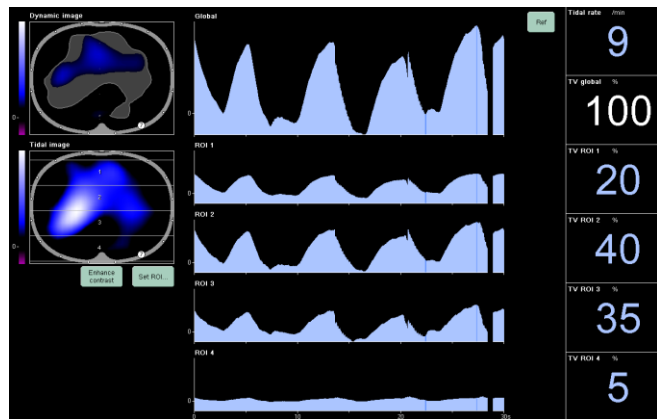 Dynamic image
0-
Tidal image
1
2
3
4
0-
Enhance contrast
Set ROI...
Global
Ref
0
ROI 1
0
ROI 2
0
ROI 3
0
ROI 4
0
0
10
20
30s
Tidal rate /min
9
TV global %
100
TV ROI 1 %
20
TV ROI 2 %
40
TV ROI 3 %
35
TV ROI 4 %
5